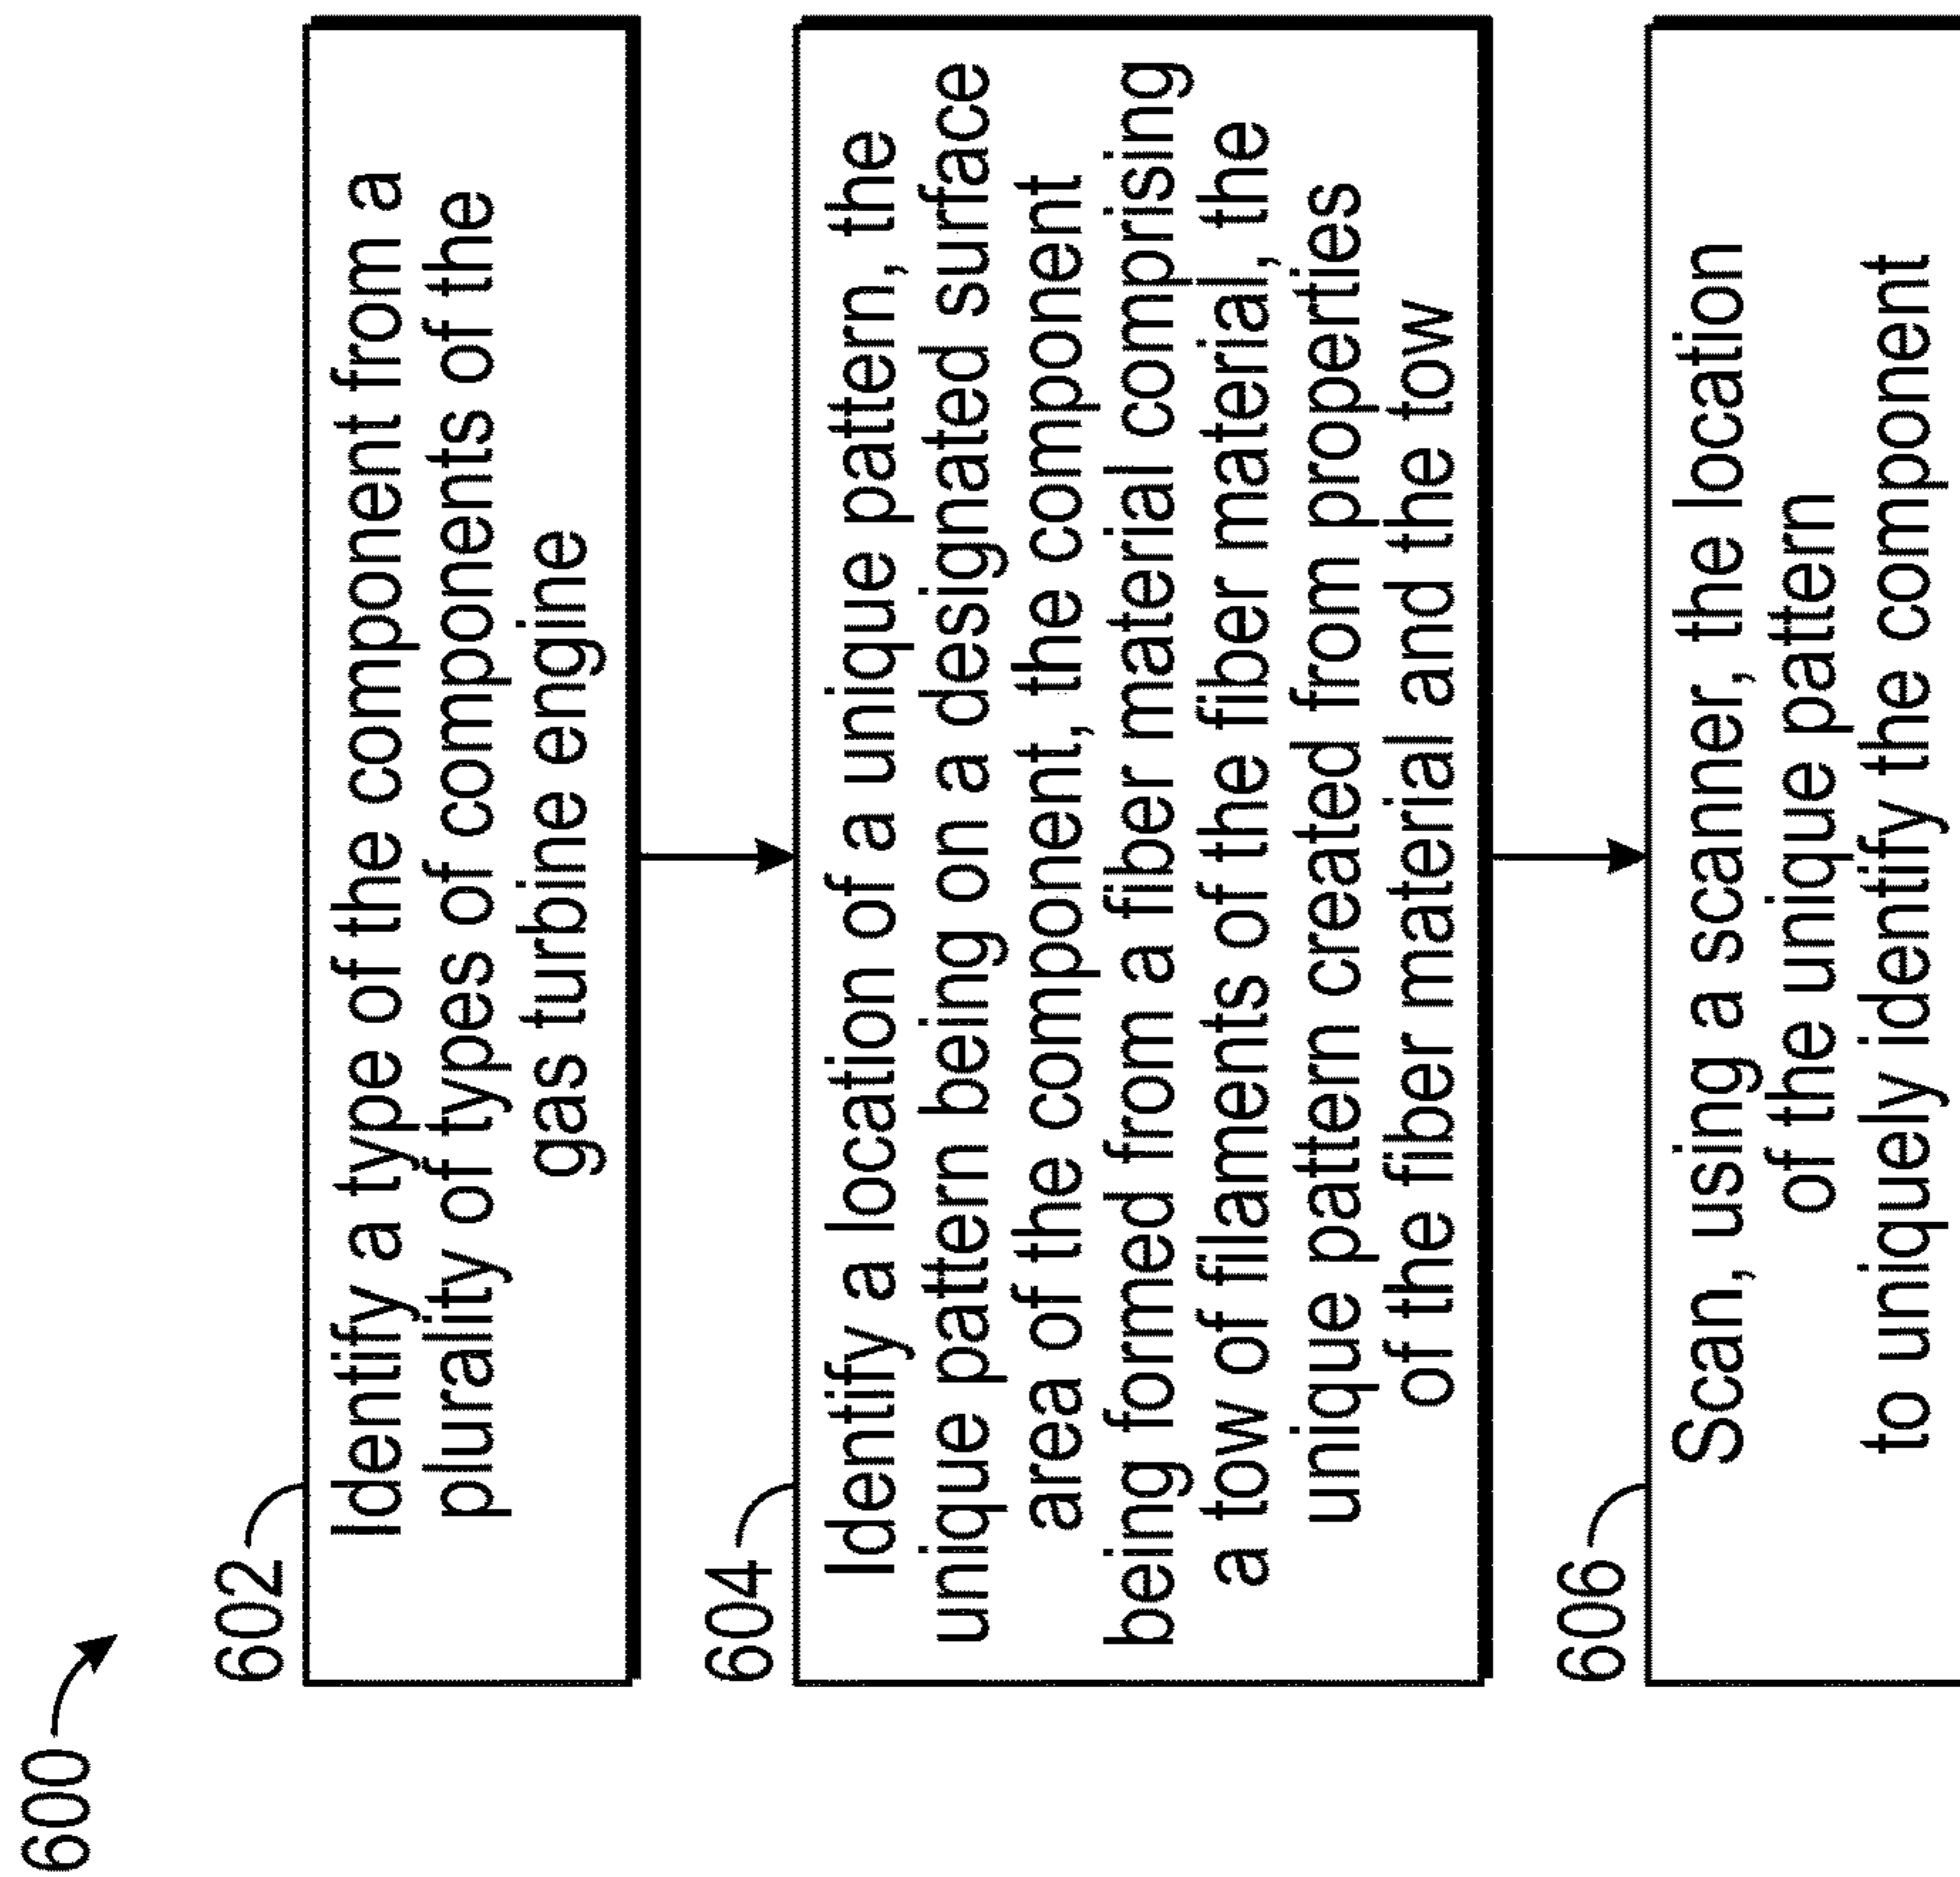 600
602
Identify a type of the component from a
plurality of types of components of the
gas turbine engine
604
Identify a location of a unique pattern, the
unique pattern being on a designated surface
area of the component, the component
being formed from a fiber material comprising
a tow of filaments of the fiber material, the
unique pattern created from properties
of the fiber material and the tow
606
Scan, using a scanner, the location
of the unique pattern
to uniquely identify the component